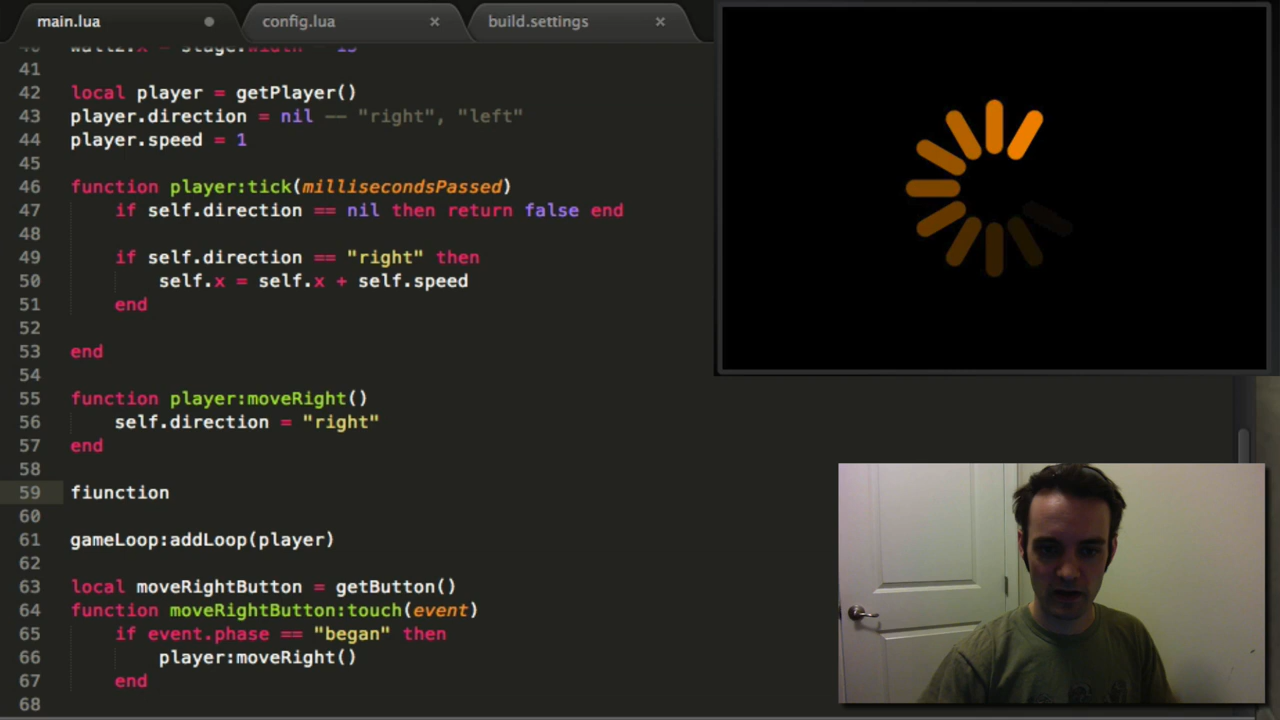 main.lua
config.lua ×
build.settings ×
41
42 local player = getPlayer()
43 player.direction = nil -- "right", "left"
44 player.speed = 1
45
46 function player:tick(millisecondsPassed)
47 if self.direction == nil then return false end
48
49 if self.direction == "right" then
50 self.x = self.x + self.speed
51 end
52
53 end
54
55 function player:moveRight()
56 self.direction = "right"
57 end
58
59 fiunction
60
61 gameLoop:addLoop(player)
62
63 local moveRightButton = getButton()
64 function moveRightButton:touch(event)
65 if event.phase == "began" then
66 player:moveRight()
67 end
68